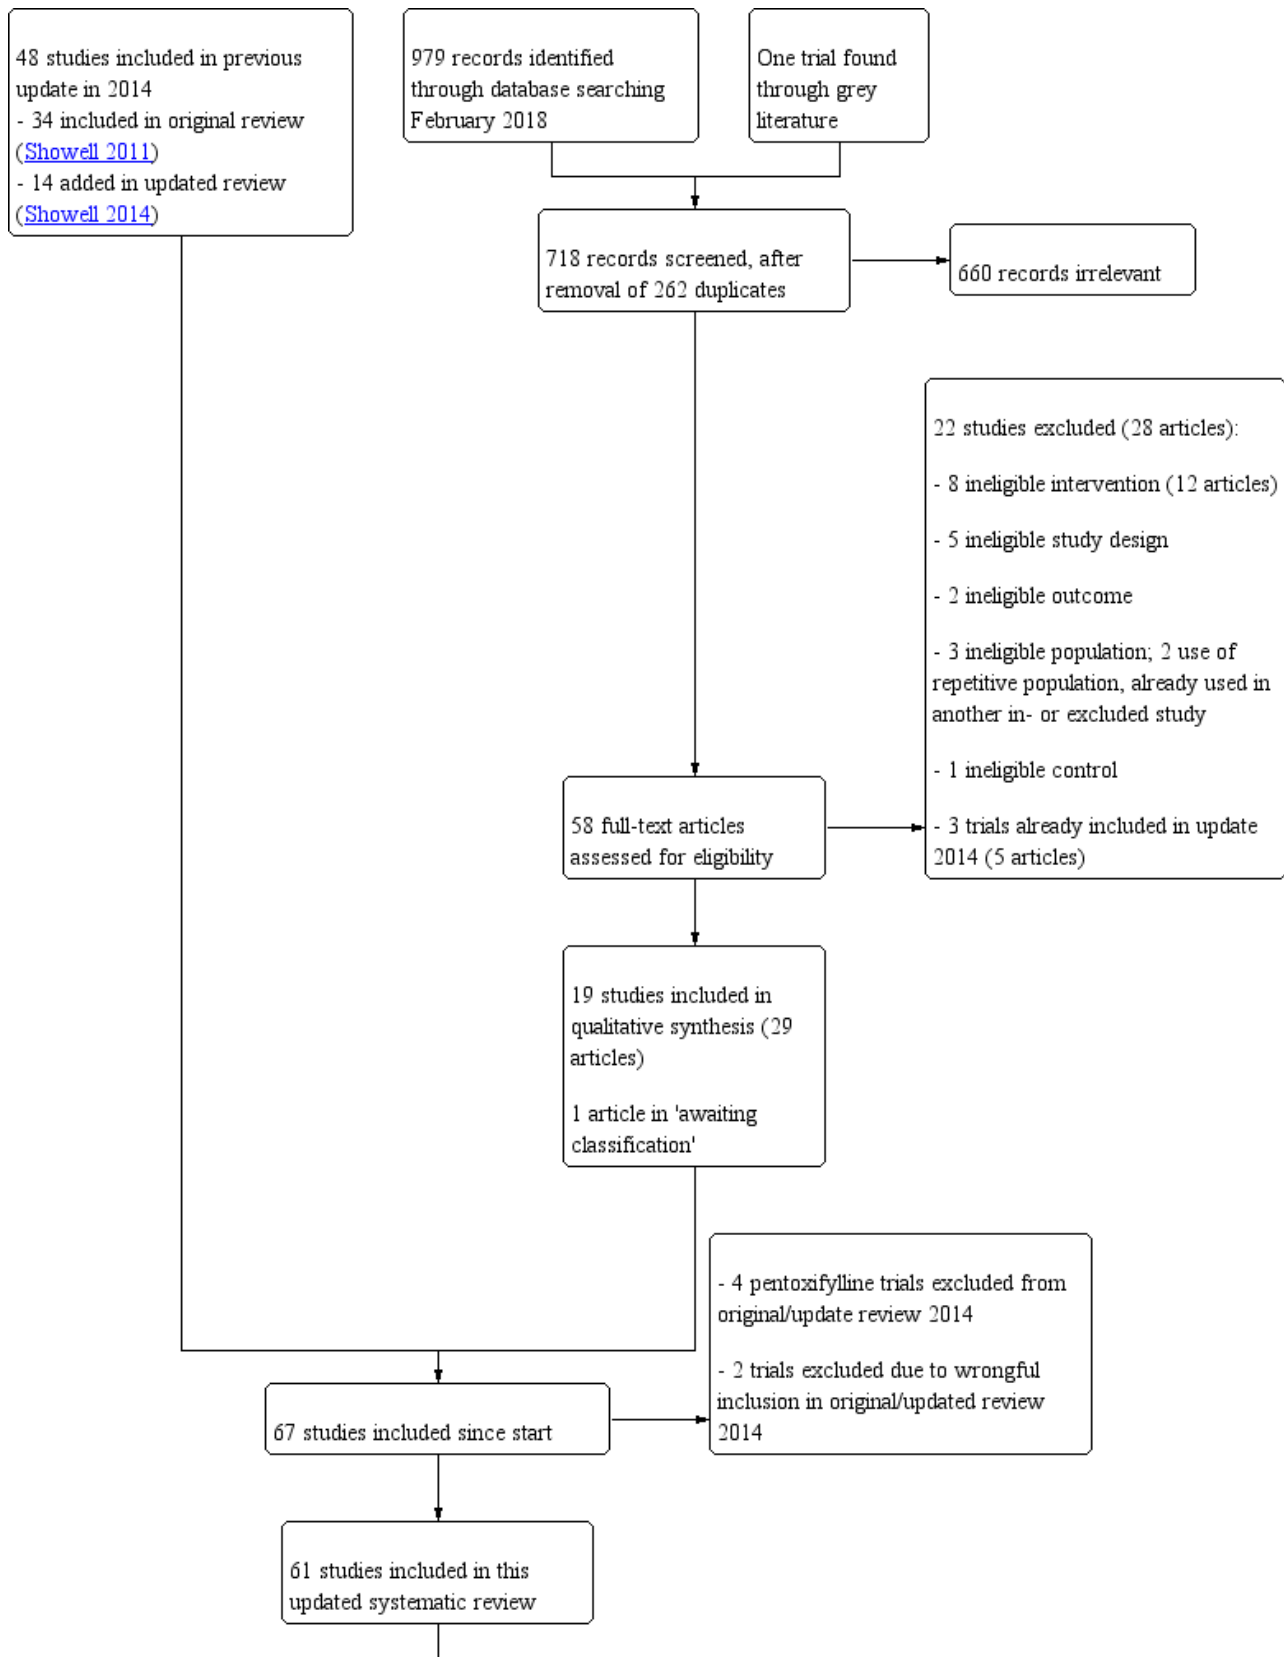 48 studies included in previous
update in 2014
- 34 included in original review
(Showell 2011)
- 14 added in updated review
(Showell 2014)
979 records identified
through database searching
February 2018
One trial found
through grey
literature
718 records screened, after
removal of 262 duplicates
660 records irrelevant
22 studies excluded (28 articles):
- 8 ineligible intervention (12 articles)
- 5 ineligible study design
- 2 ineligible outcome
- 3 ineligible population; 2 use of
repetitive population, already used in
another in- or excluded study
- 1 ineligible control
- 3 trials already included in update
2014 (5 articles)
58 full-text articles
assessed for eligibility
19 studies included in
qualitative synthesis (29
articles)
1 article in 'awaiting
classification'
- 4 pentoxifylline trials excluded from
original/update review 2014
- 2 trials excluded due to wrongful
inclusion in original/updated review
2014
67 studies included since start
61 studies included in this
updated systematic review